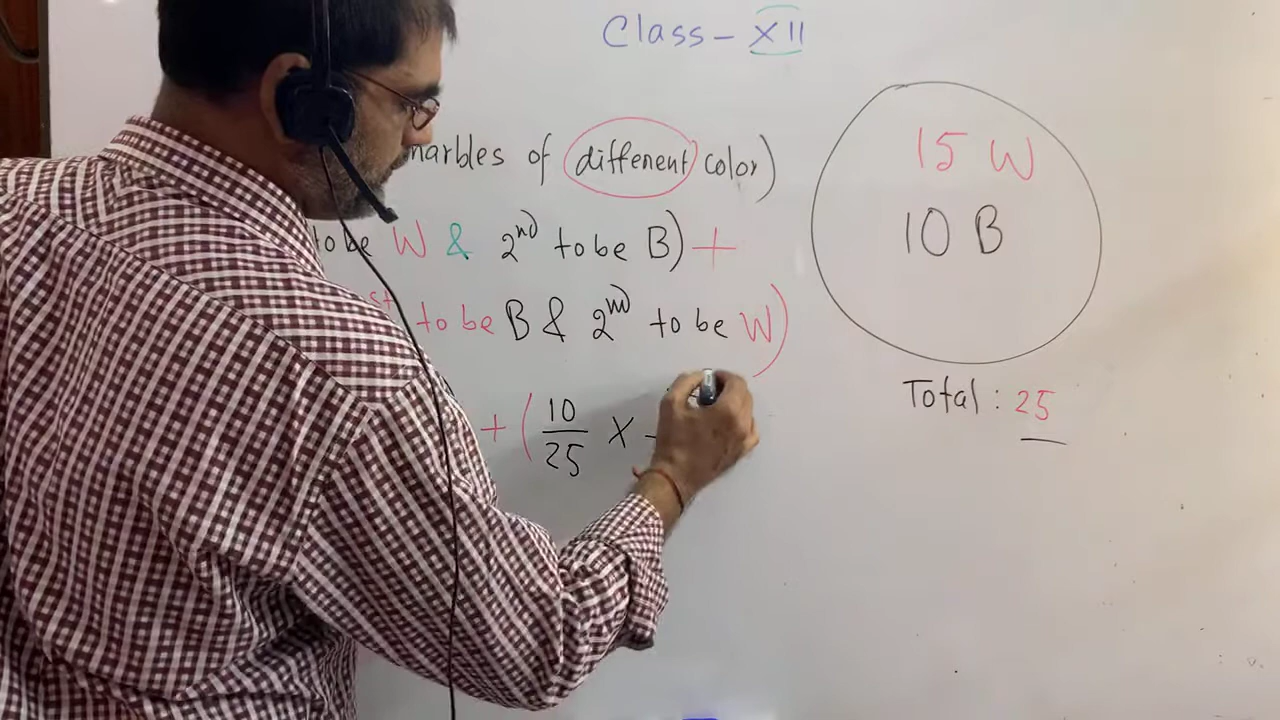 Class - XII
marbles of different color)
to be W & 2nd to be B) +
st to be B & 2nd to be W)
+ ( 10/25 X
15 W
10 B
Total : 25